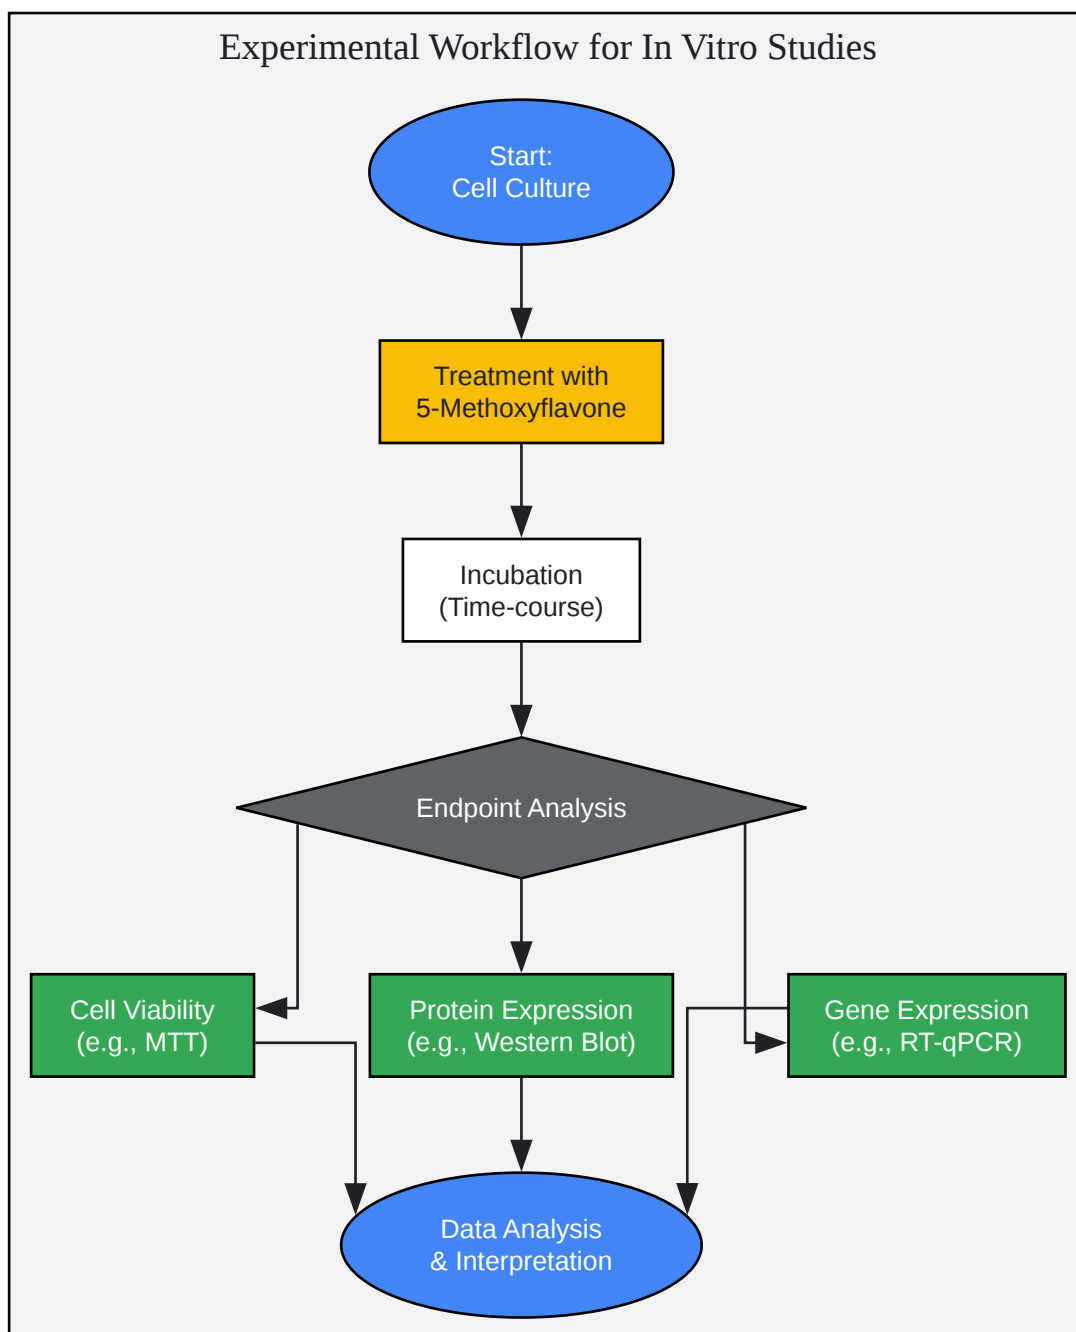 Experimental Workflow for In Vitro Studies
Start:
Cell Culture
Treatment with
5-Methoxyflavone
Incubation
(Time-course)
Endpoint Analysis
Cell Viability
(e.g., MTT)
Protein Expression
(e.g., Western Blot)
Gene Expression
(e.g., RT-qPCR)
Data Analysis
& Interpretation